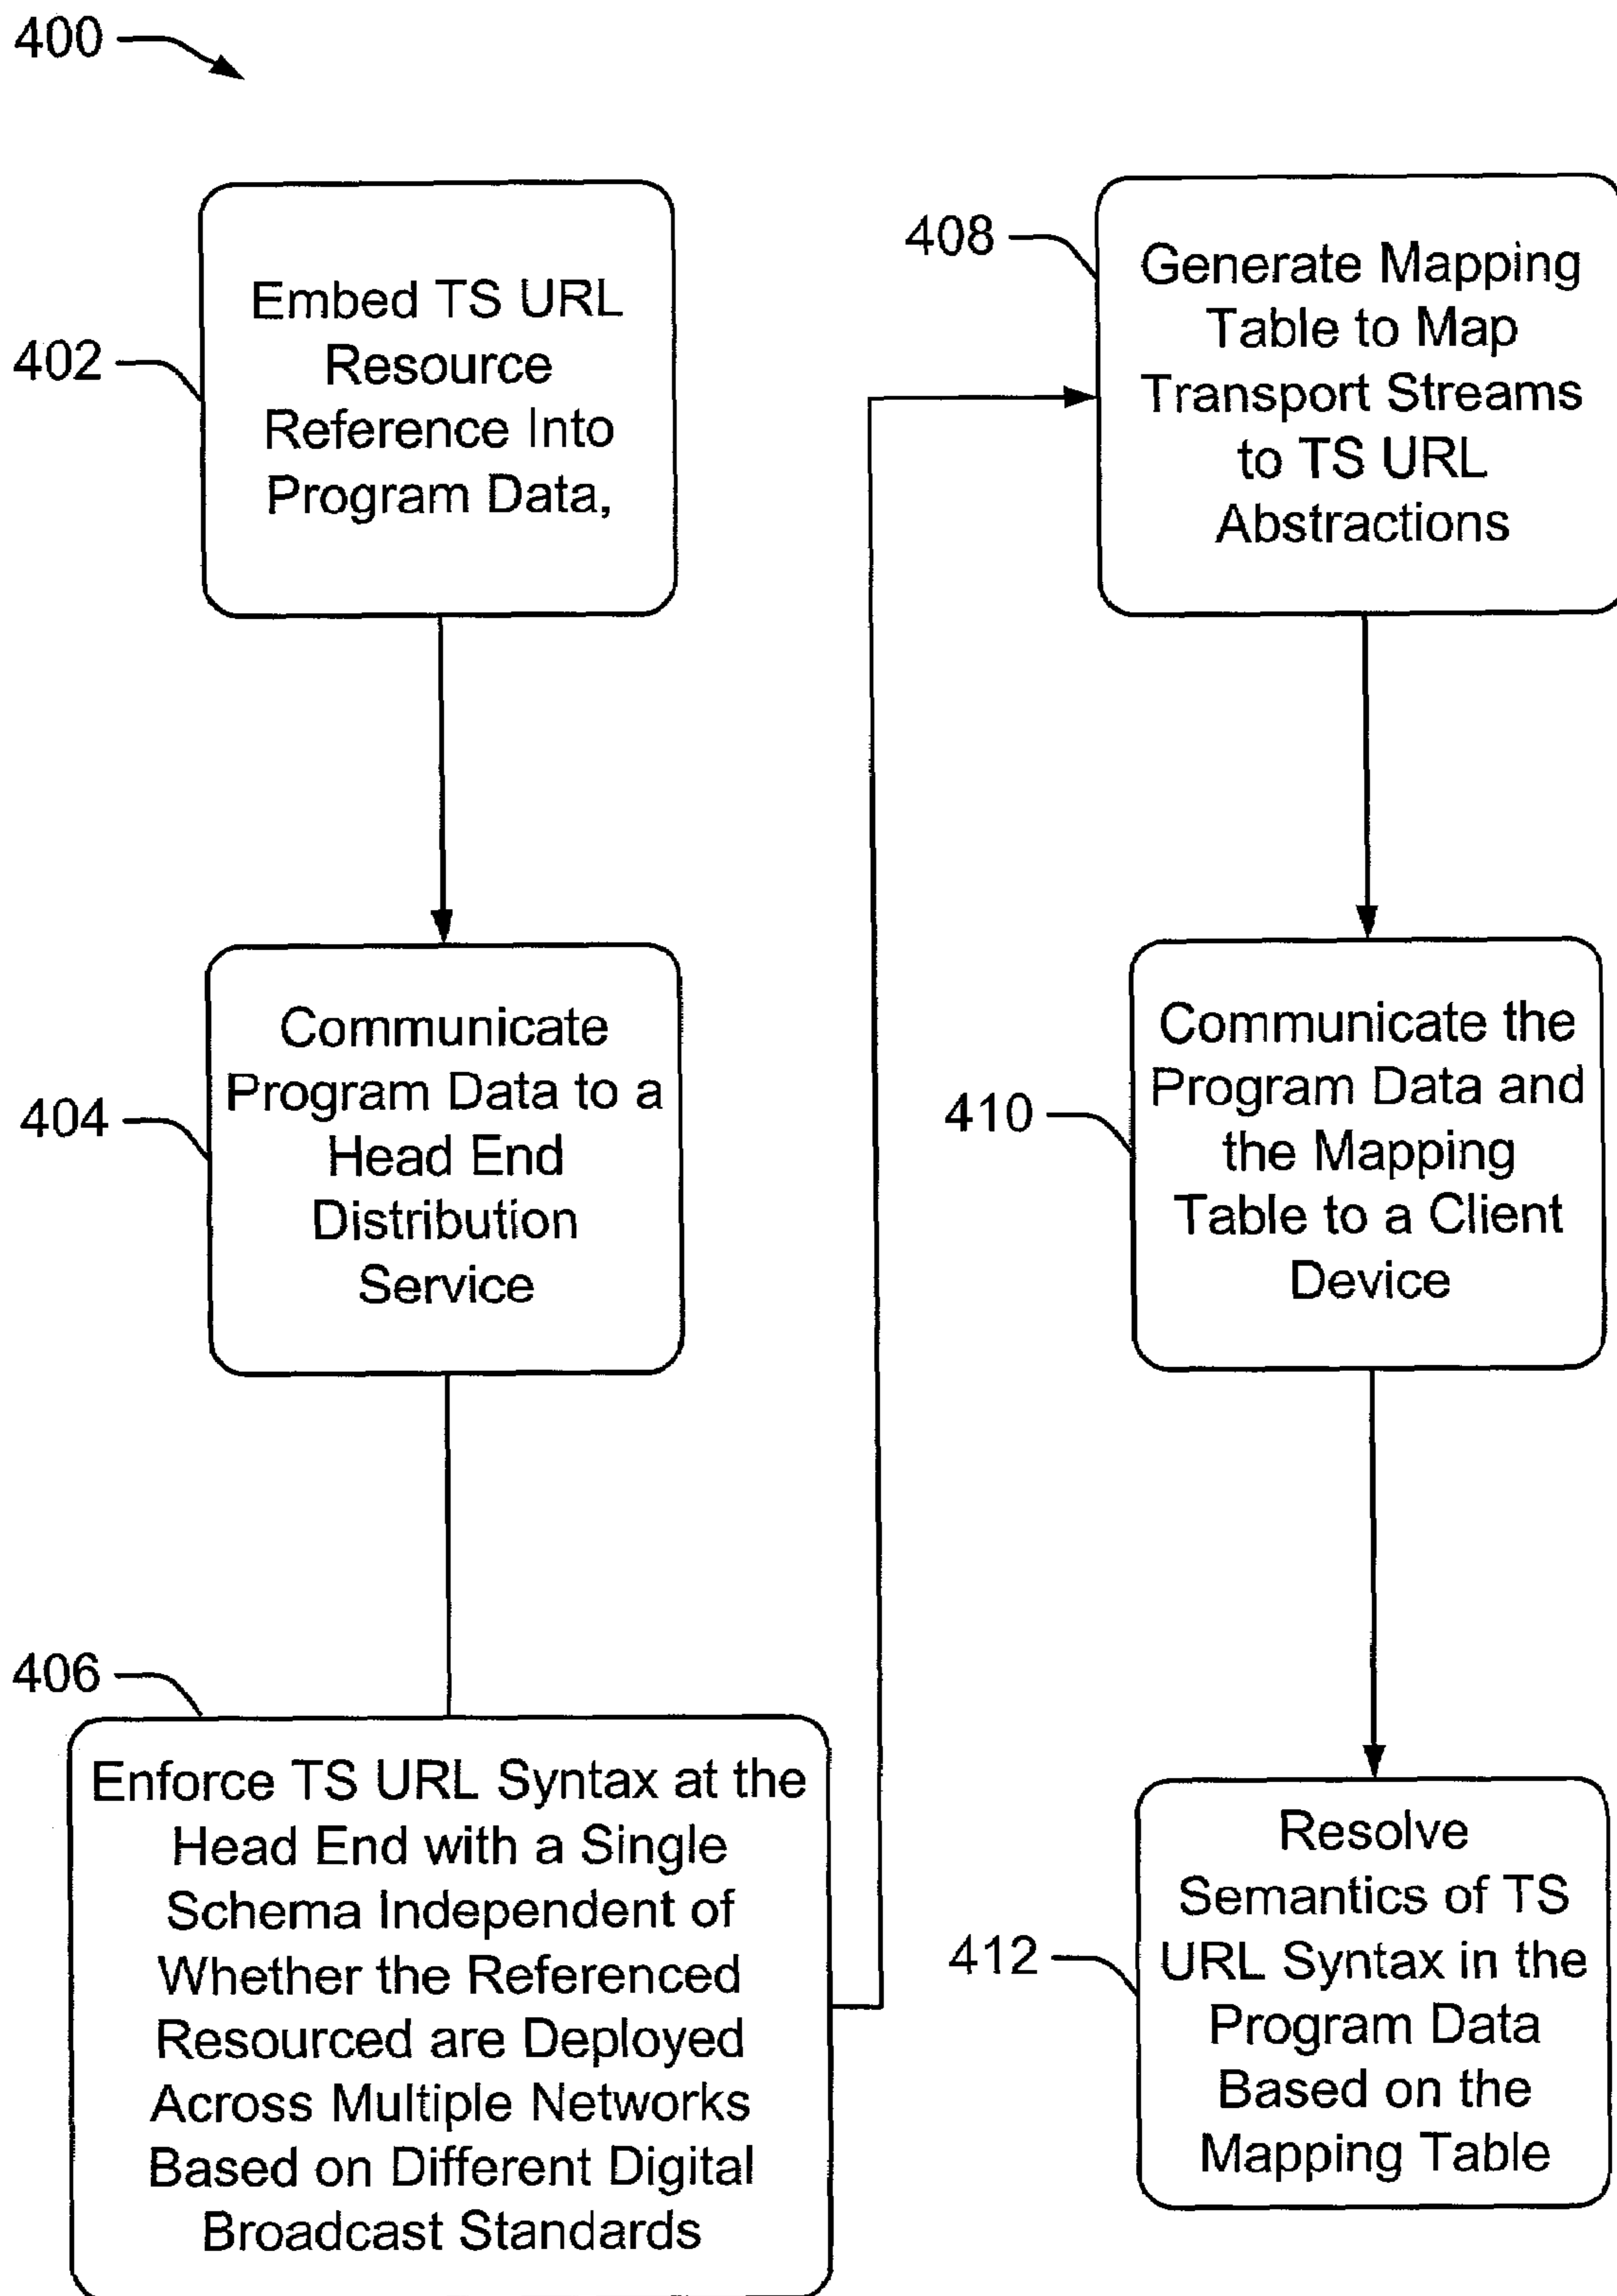 400
402
Embed TS URL
Resource
Reference Into
Program Data,
404
Communicate
Program Data to a
Head End
Distribution
Service
406
Enforce TS URL Syntax at the
Head End with a Single
Schema Independent of
Whether the Referenced
Resourced are Deployed
Across Multiple Networks
Based on Different Digital
Broadcast Standards
408
Generate Mapping
Table to Map
Transport Streams
to TS URL
Abstractions
410
Communicate the
Program Data and
the Mapping
Table to a Client
Device
412
Resolve
Semantics of TS
URL Syntax in the
Program Data
Based on the
Mapping Table